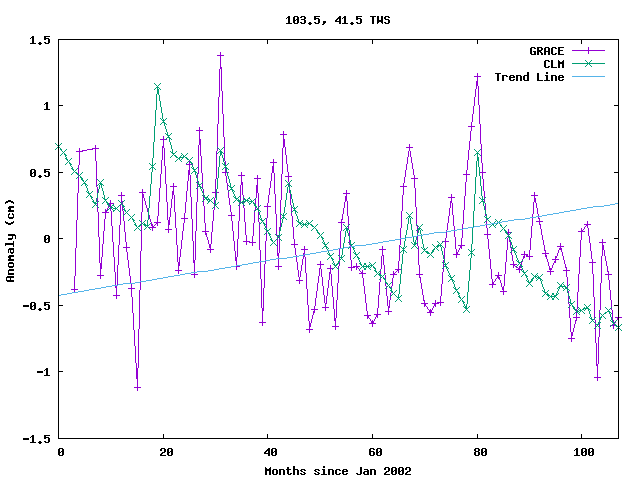 103.5, 41.5 TWS
GRACE
CLM
Trend Line
1.5
1
0.5
0
-0.5
-1
-1.5
Anomaly (cm)
0 20 40 60 80 100
Months since Jan 2002